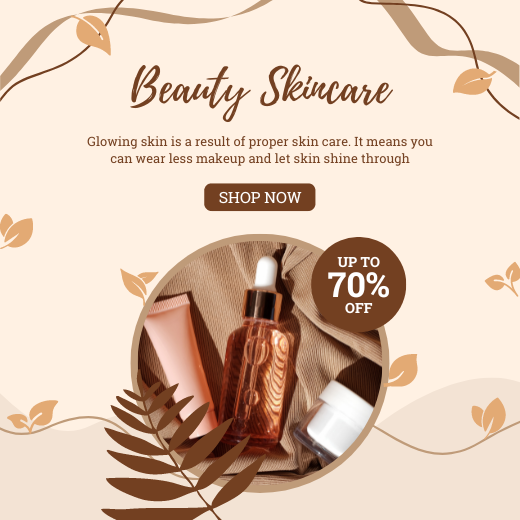 Beauty Skincare
Glowing skin is a result of proper skin care. It means you
can wear less makeup and let skin shine through
SHOP NOW
UP TO
70%
OFF